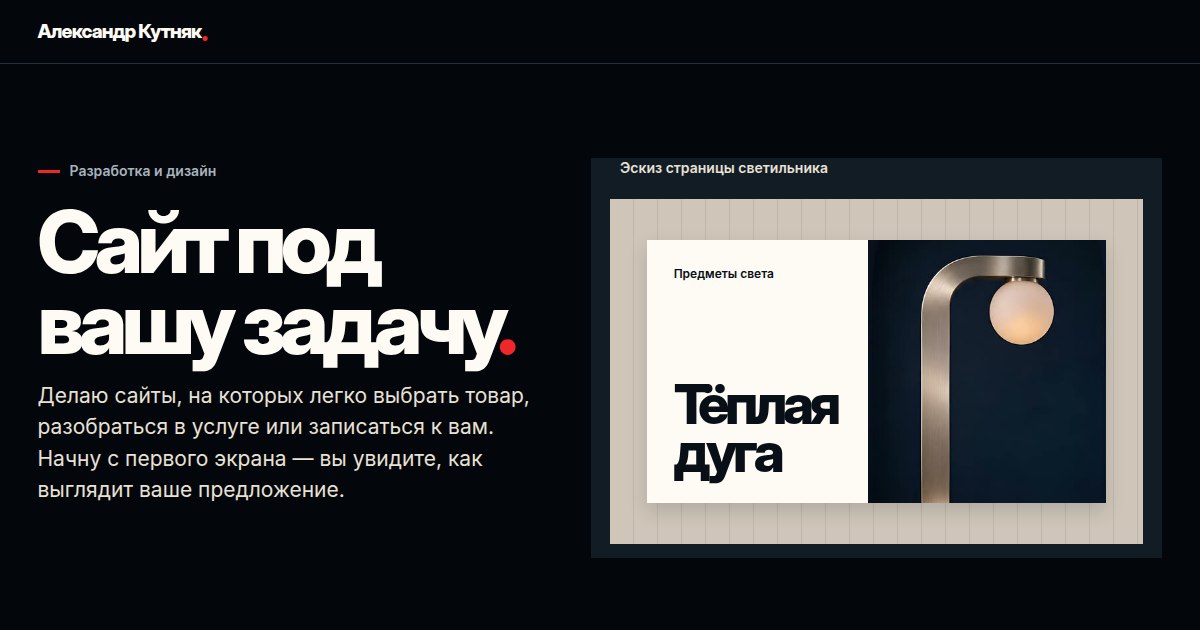 Александр Кутняк.
Разработка и дизайн
Сайт под
вашу задачу.
Делаю сайты, на которых легко выбрать товар,
разобраться в услуге или записаться к вам.
Начну с первого экрана — вы увидите, как
выглядит ваше предложение.
Эскиз страницы светильника
Предметы света
Тёплая
дуга